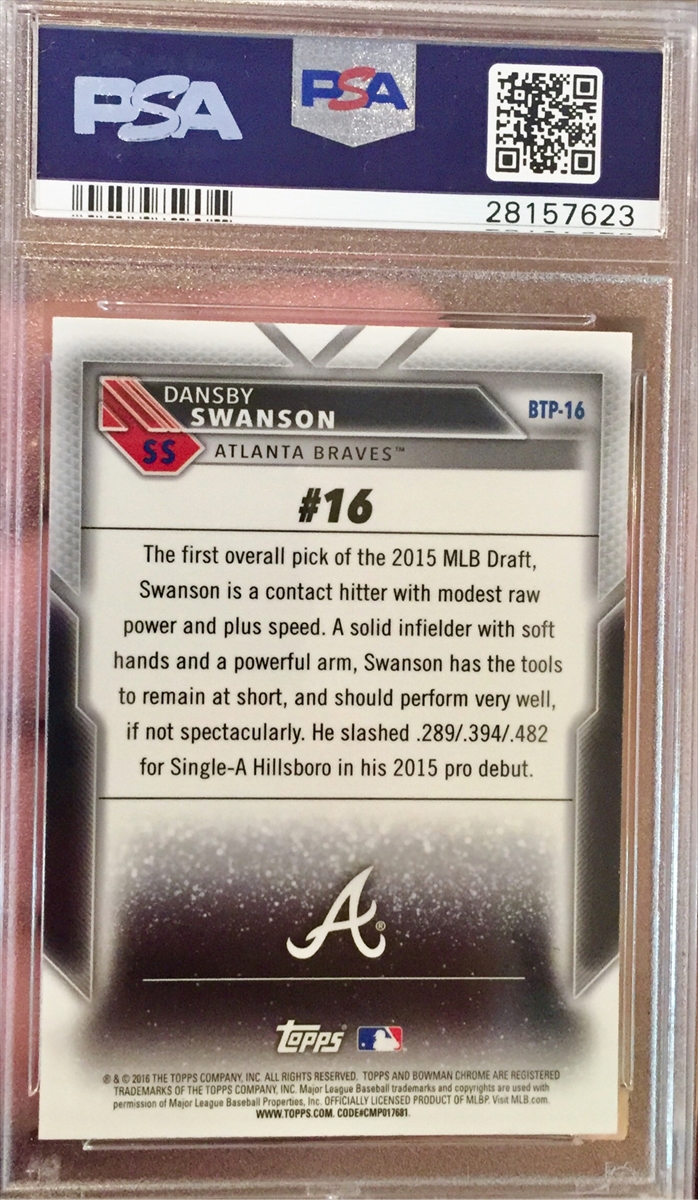 PSA
PSA
28157623
DANSBY
SWANSON
BTP-16
SS
ATLANTA BRAVES™
#16
The first overall pick of the 2015 MLB Draft,
Swanson is a contact hitter with modest raw
power and plus speed. A solid infielder with soft
hands and a powerful arm, Swanson has the tools
to remain at short, and should perform very well,
if not spectacularly. He slashed .289/.394/.482
for Single-A Hillsboro in his 2015 pro debut.
A®
Topps®
® & © 2016 THE TOPPS COMPANY, INC. ALL RIGHTS RESERVED. TOPPS AND BOWMAN CHROME ARE REGISTERED
TRADEMARKS OF THE TOPPS COMPANY, INC. Major League Baseball trademarks and copyrights are used with
permission of Major League Baseball Properties, Inc. OFFICIALLY LICENSED PRODUCT OF MLBP Visit MLB.com.
WWW.TOPPS.COM. CODE#CMP017681.